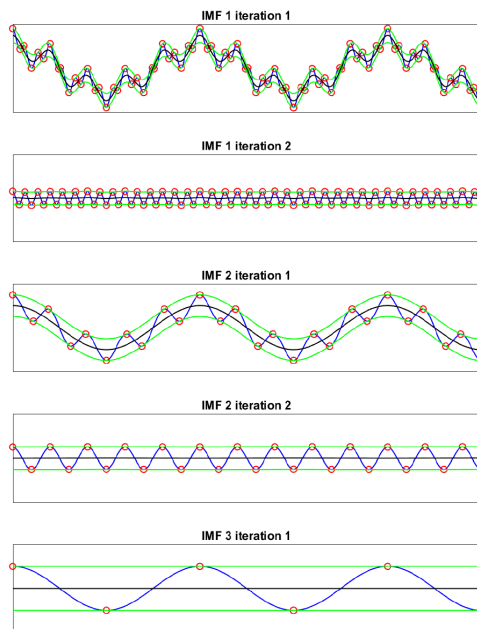 IMF 1 iteration 1
IMF 1 iteration 2
IMF 2 iteration 1
IMF 2 iteration 2
IMF 3 iteration 1